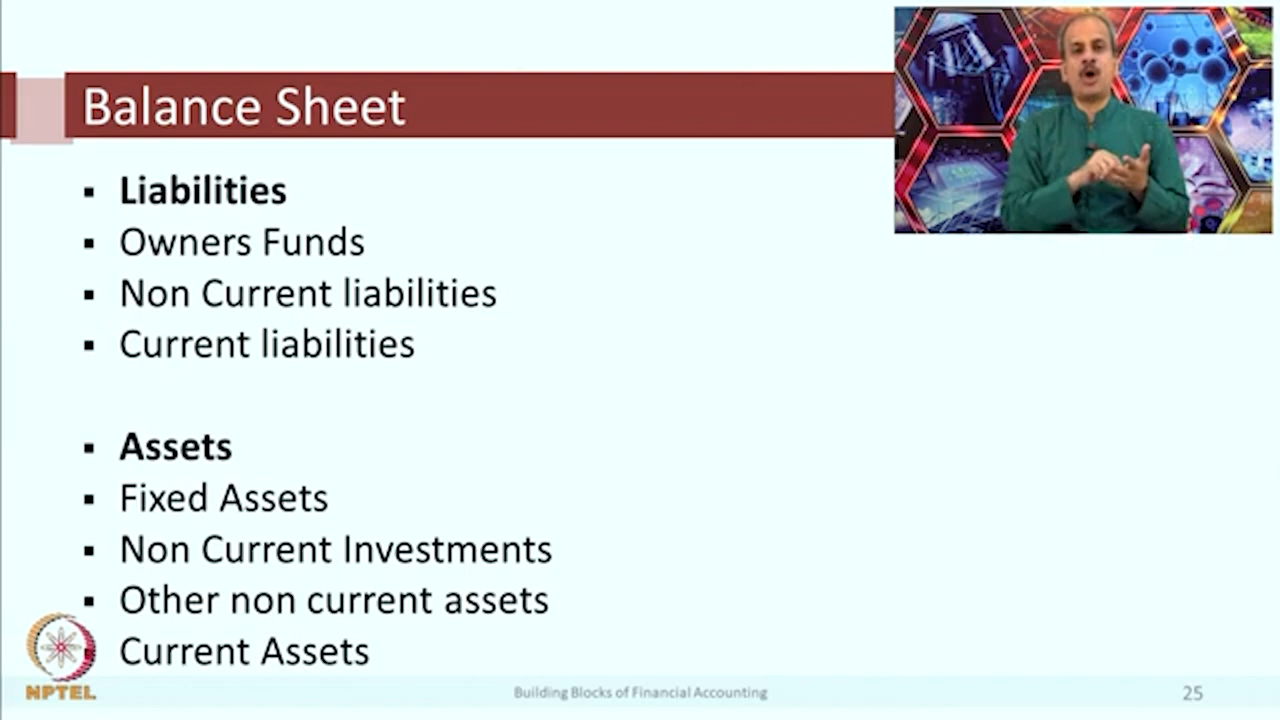 Balance Sheet
▪ Liabilities
▪ Owners Funds
▪ Non Current liabilities
▪ Current liabilities
▪ Assets
▪ Fixed Assets
▪ Non Current Investments
▪ Other non current assets
Current Assets
NPTEL
Building Blocks of Financial Accounting
25